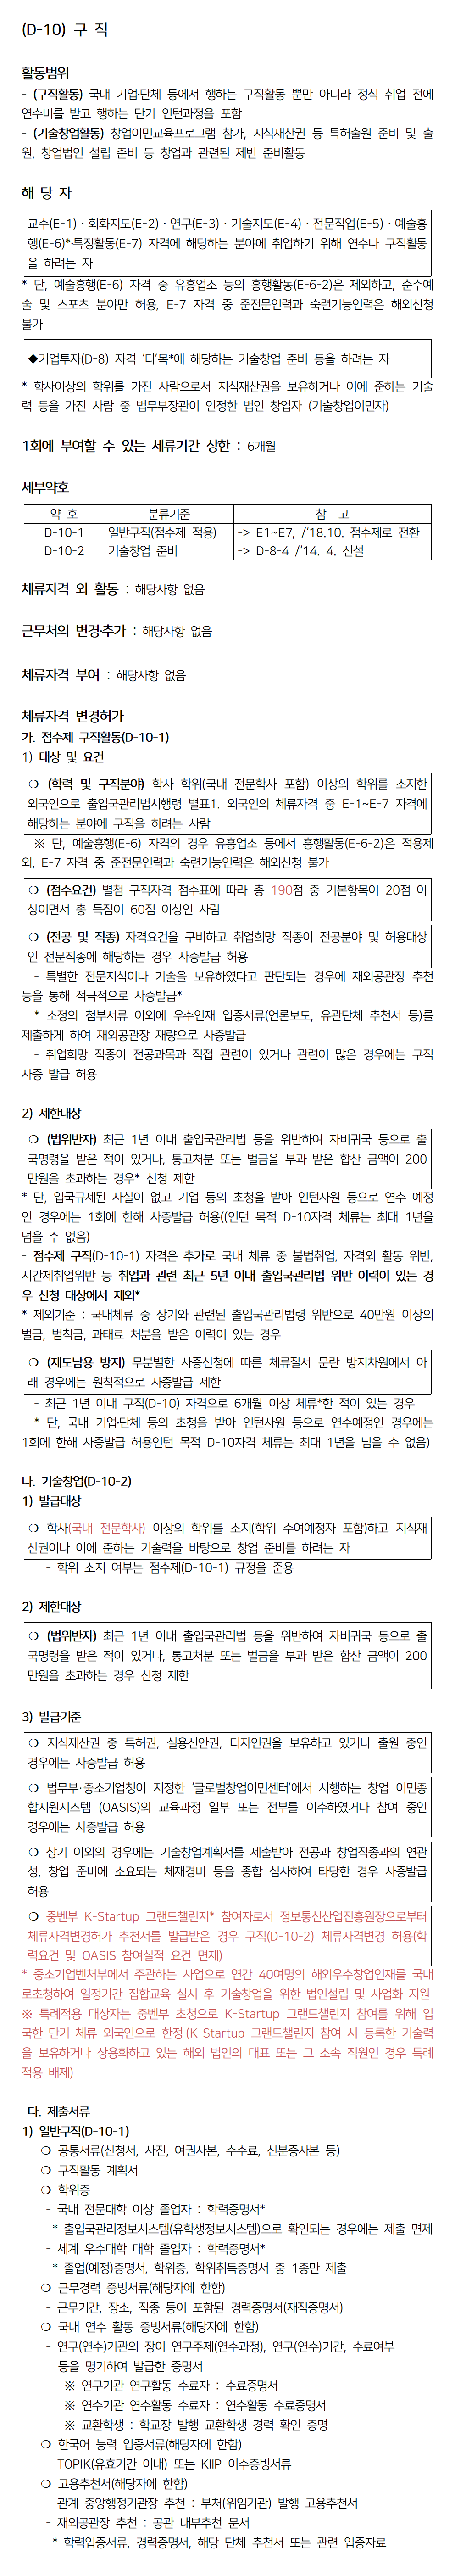 (D-10) 구 직
활동범위
- (구직활동) 국내 기업·단체 등에서 행하는 구직활동 뿐만 아니라 정식 취업 전에
연수비를 받고 행하는 단기 인턴과정을 포함
- (기술창업활동) 창업이민교육프로그램 참가, 지식재산권 등 특허출원 준비 및 출
원, 창업법인 설립 준비 등 창업과 관련된 제반 준비활동
해 당 자
교수(E-1)·회화지도(E-2)·연구(E-3)·기술지도(E-4)·전문직업(E-5)·예술흥
행(E-6)*·특정활동(E-7) 자격에 해당하는 분야에 취업하기 위해 연수나 구직활동
을 하려는 자
* 단, 예술흥행(E-6) 자격 중 유흥업소 등의 흥행활동(E-6-2)은 제외하고, 순수예
술 및 스포츠 분야만 허용, E-7 자격 중 준전문인력과 숙련기능인력은 해외신청
불가
◆기업투자(D-8) 자격 ‘다’목*에 해당하는 기술창업 준비 등을 하려는 자
* 학사이상의 학위를 가진 사람으로서 지식재산권을 보유하거나 이에 준하는 기술
력 등을 가진 사람 중 법무부장관이 인정한 법인 창업자 (기술창업이민자)
1회에 부여할 수 있는 체류기간 상한 : 6개월
세부약호
약 호 분류기준 참 고
D-10-1 일반구직(점수제 적용) -> E1~E7, /‘18.10. 점수제로 전환
D-10-2 기술창업 준비 -> D-8-4 /‘14. 4. 신설
체류자격 외 활동 : 해당사항 없음
근무처의 변경·추가 : 해당사항 없음
체류자격 부여 : 해당사항 없음
체류자격 변경허가
가. 점수제 구직활동(D-10-1)
1) 대상 및 요건
❍ (학력 및 구직분야) 학사 학위(국내 전문학사 포함) 이상의 학위를 소지한
외국인으로 출입국관리법시행령 별표1. 외국인의 체류자격 중 E-1~E-7 자격에
해당하는 분야에 구직을 하려는 사람
※ 단, 예술흥행(E-6) 자격의 경우 유흥업소 등에서 흥행활동(E-6-2)은 적용제
외, E-7 자격 중 준전문인력과 숙련기능인력은 해외신청 불가
❍ (점수요건) 별첨 구직자격 점수표에 따라 총 190점 중 기본항목이 20점 이
상이면서 총 득점이 60점 이상인 사람
❍ (전공 및 직종) 자격요건을 구비하고 취업희망 직종이 전공분야 및 허용대상
인 전문직종에 해당하는 경우 사증발급 허용
- 특별한 전문지식이나 기술을 보유하였다고 판단되는 경우에 재외공관장 추천
등을 통해 적극적으로 사증발급*
* 소정의 첨부서류 이외에 우수인재 입증서류(언론보도, 유관단체 추천서 등)를
제출하게 하여 재외공관장 재량으로 사증발급
- 취업희망 직종이 전공과목과 직접 관련이 있거나 관련이 많은 경우에는 구직
사증 발급 허용
2) 제한대상
❍ (법위반자) 최근 1년 이내 출입국관리법 등을 위반하여 자비귀국 등으로 출
국명령을 받은 적이 있거나, 통고처분 또는 벌금을 부과 받은 합산 금액이 200
만원을 초과하는 경우* 신청 제한
* 단, 입국규제된 사실이 없고 기업 등의 초청을 받아 인턴사원 등으로 연수 예정
인 경우에는 1회에 한해 사증발급 허용((인턴 목적 D-10자격 체류는 최대 1년을
넘을 수 없음)
- 점수제 구직(D-10-1) 자격은 추가로 국내 체류 중 불법취업, 자격외 활동 위반,
시간제취업위반 등 취업과 관련 최근 5년 이내 출입국관리법 위반 이력이 있는 경
우 신청 대상에서 제외*
* 제외기준 : 국내체류 중 상기와 관련된 출입국관리법령 위반으로 40만원 이상의
벌금, 범칙금, 과태료 처분을 받은 이력이 있는 경우
❍ (제도남용 방지) 무분별한 사증신청에 따른 체류질서 문란 방지차원에서 아
래 경우에는 원칙적으로 사증발급 제한
- 최근 1년 이내 구직(D-10) 자격으로 6개월 이상 체류*한 적이 있는 경우
* 단, 국내 기업·단체 등의 초청을 받아 인턴사원 등으로 연수예정인 경우에는
1회에 한해 사증발급 허용인턴 목적 D-10자격 체류는 최대 1년을 넘을 수 없음)
나. 기술창업(D-10-2)
1) 발급대상
❍ 학사(국내 전문학사) 이상의 학위를 소지(학위 수여예정자 포함)하고 지식재
산권이나 이에 준하는 기술력을 바탕으로 창업 준비를 하려는 자
- 학위 소지 여부는 점수제(D-10-1) 규정을 준용
2) 제한대상
❍ (법위반자) 최근 1년 이내 출입국관리법 등을 위반하여 자비귀국 등으로 출
국명령을 받은 적이 있거나, 통고처분 또는 벌금을 부과 받은 합산 금액이 200
만원을 초과하는 경우 신청 제한
3) 발급기준
❍ 지식재산권 중 특허권, 실용신안권, 디자인권을 보유하고 있거나 출원 중인
경우에는 사증발급 허용
❍ 법무부·중소기업청이 지정한 ‘글로벌창업이민센터’에서 시행하는 창업 이민종
합지원시스템 (OASIS)의 교육과정 일부 또는 전부를 이수하였거나 참여 중인
경우에는 사증발급 허용
❍ 상기 이외의 경우에는 기술창업계획서를 제출받아 전공과 창업직종과의 연관
성, 창업 준비에 소요되는 체재경비 등을 종합 심사하여 타당한 경우 사증발급
허용
❍ 중벤부 K-Startup 그랜드챌린지* 참여자로서 정보통신산업진흥원장으로부터
체류자격변경허가 추천서를 발급받은 경우 구직(D-10-2) 체류자격변경 허용(학
력요건 및 OASIS 참여실적 요건 면제)
* 중소기업벤처부에서 주관하는 사업으로 연간 40여명의 해외우수창업인재를 국내
로초청하여 일정기간 집합교육 실시 후 기술창업을 위한 법인설립 및 사업화 지원
※ 특례적용 대상자는 중벤부 초청으로 K-Startup 그랜드챌린지 참여를 위해 입
국한 단기 체류 외국인으로 한정 (K-Startup 그랜드챌린지 참여 시 등록한 기술력
을 보유하거나 상용화하고 있는 해외 법인의 대표 또는 그 소속 직원인 경우 특례
적용 배제)
다. 제출서류
1) 일반구직(D-10-1)
❍ 공통서류(신청서, 사진, 여권사본, 수수료, 신분증사본 등)
❍ 구직활동 계획서
❍ 학위증
- 국내 전문대학 이상 졸업자 : 학력증명서*
* 출입국관리정보시스템(유학생정보시스템)으로 확인되는 경우에는 제출 면제
- 세계 우수대학 대학 졸업자 : 학력증명서*
* 졸업(예정)증명서, 학위증, 학위취득증명서 중 1종만 제출
❍ 근무경력 증빙서류(해당자에 한함)
- 근무기간, 장소, 직종 등이 포함된 경력증명서(재직증명서)
❍ 국내 연수 활동 증빙서류(해당자에 한함)
- 연구(연수)기관의 장이 연구주제(연수과정), 연구(연수)기간, 수료여부
등을 명기하여 발급한 증명서
※ 연구기관 연구활동 수료자 : 수료증명서
※ 연수기관 연수활동 수료자 : 연수활동 수료증명서
※ 교환학생 : 학교장 발행 교환학생 경력 확인 증명
❍ 한국어 능력 입증서류(해당자에 한함)
- TOPIK(유효기간 이내) 또는 KIIP 이수증빙서류
❍ 고용추천서(해당자에 한함)
- 관계 중앙행정기관장 추천 : 부처(위임기관) 발행 고용추천서
- 재외공관장 추천 : 공관 내부추천 문서
* 학력입증서류, 경력증명서, 해당 단체 추천서 또는 관련 입증자료